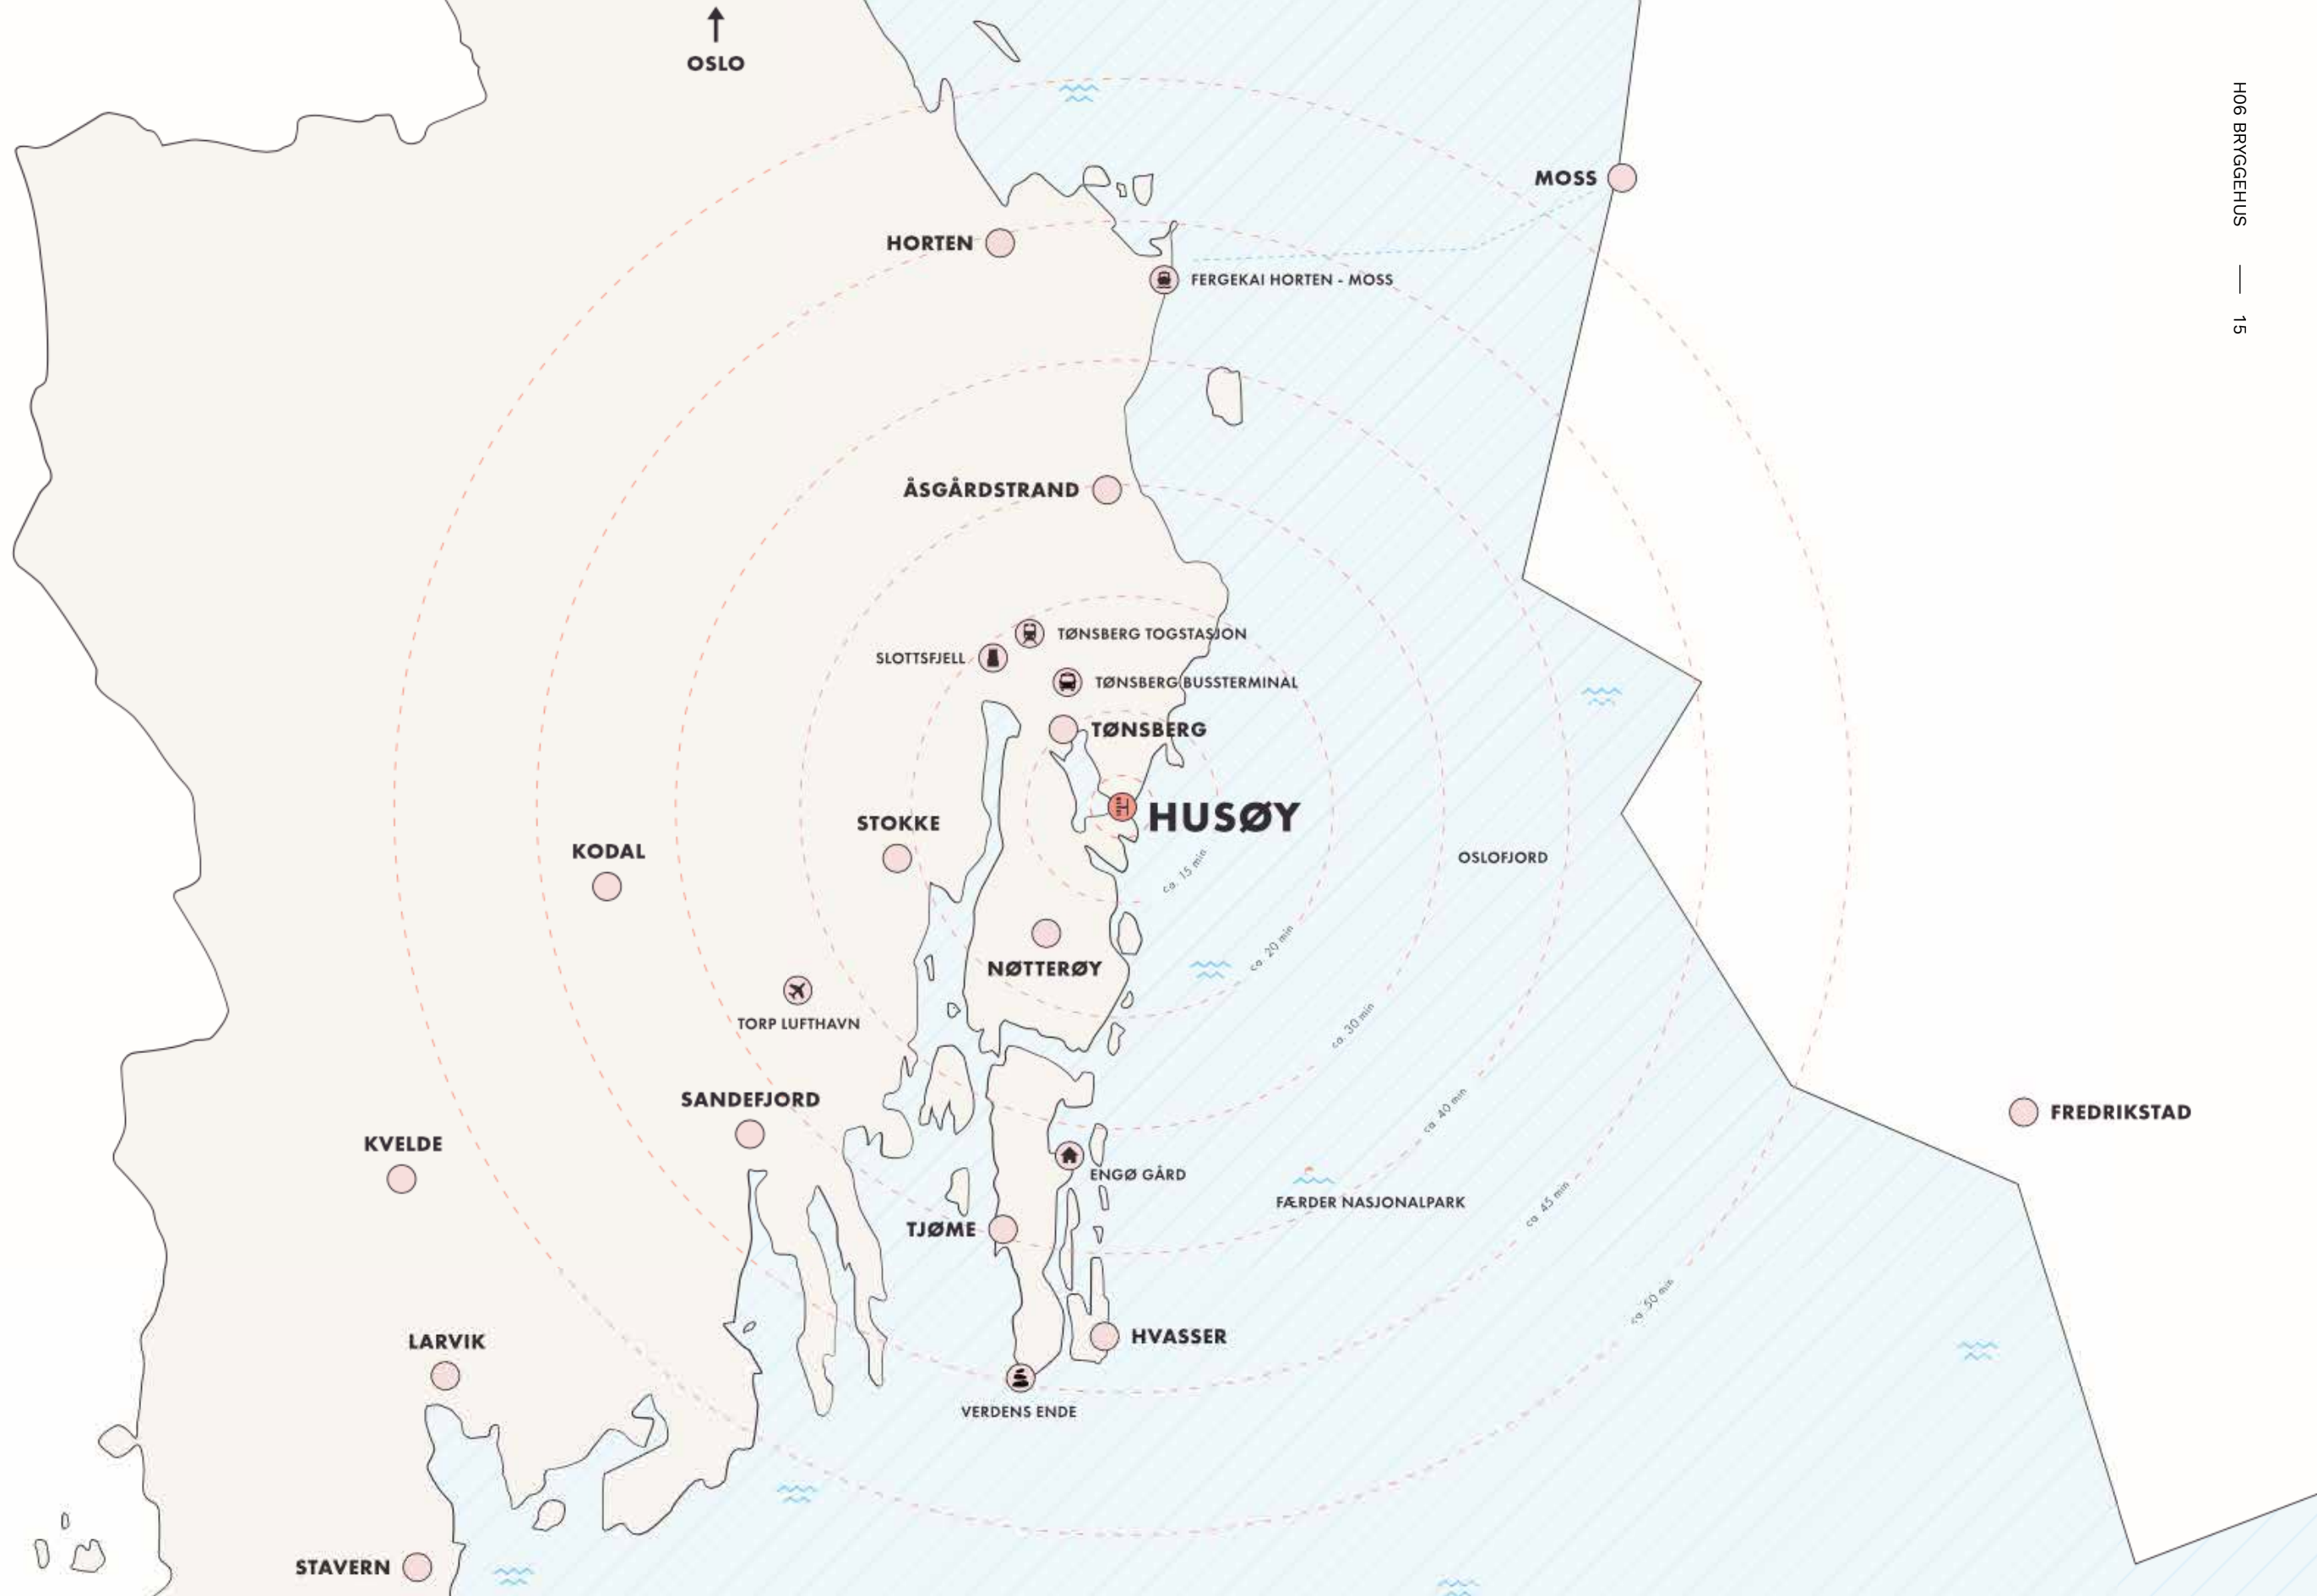 OSLO
H06 BRYGGEHUS — 15
MOSS
HORTEN
FERGEKAI HORTEN - MOSS
ÅSGÅRDSTRAND
TØNSBERG TOGSTASJON
SLOTTSFJELL
TØNSBERG BUSSTERMINAL
TØNSBERG
HUSØY
STOKKE
KODAL
OSLOFJORD
ca. 15 min
ca. 20 min
NØTTERØY
TORP LUFTHAVN
ca. 30 min
SANDEFJORD
ca. 40 min
FREDRIKSTAD
KVELDE
ENGØ GÅRD
FÆRDER NASJONALPARK
ca. 45 min
TJØME
ca. 50 min
LARVIK
HVASSER
VERDENS ENDE
STAVERN